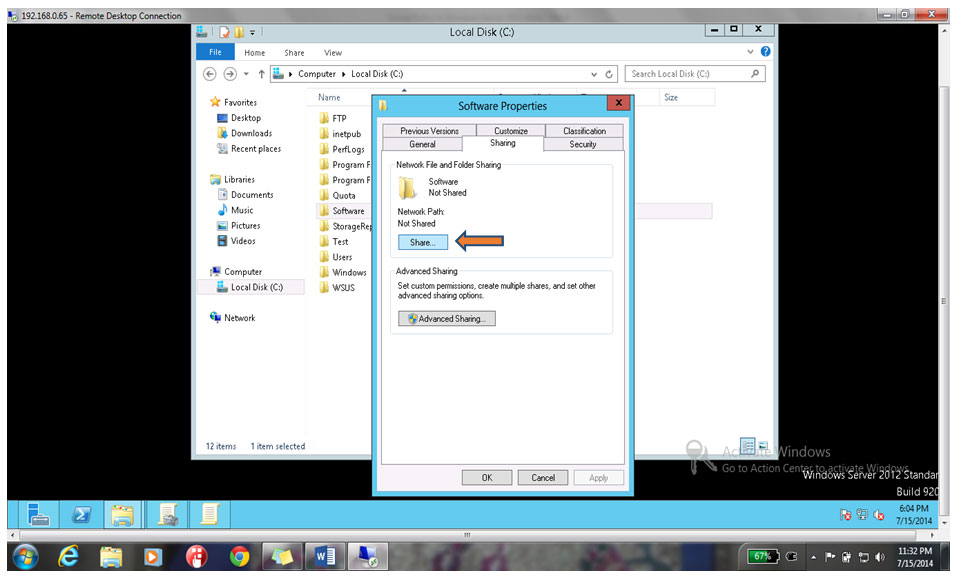 192.168.0.65 - Remote Desktop Connection
Local Disk (C:)
File Home Share View
Computer Local Disk (C:)
Search Local Disk (C:)
Name
Size
Favorites
Desktop
Downloads
Recent places
Libraries
Documents
Music
Pictures
Videos
Computer
Local Disk (C:)
Network
FTP
inetpub
PerfLogs
Program F
Program F
Quota
Software
StorageRep
Test
Users
Windows
WSUS
12 items 1 item selected
Software Properties
Previous Versions Customize Classification
General Sharing Security
Network File and Folder Sharing
Software
Not Shared
Network Path:
Not Shared
Share...
Advanced Sharing
Set custom permissions, create multiple shares, and set other
advanced sharing options.
Advanced Sharing...
OK Cancel Apply
Activate Windows
Go to Action Center to activate Windows.
Windows Server 2012 Standar
Build 920
6:04 PM
7/15/2014
67%
11:32 PM
7/15/2014